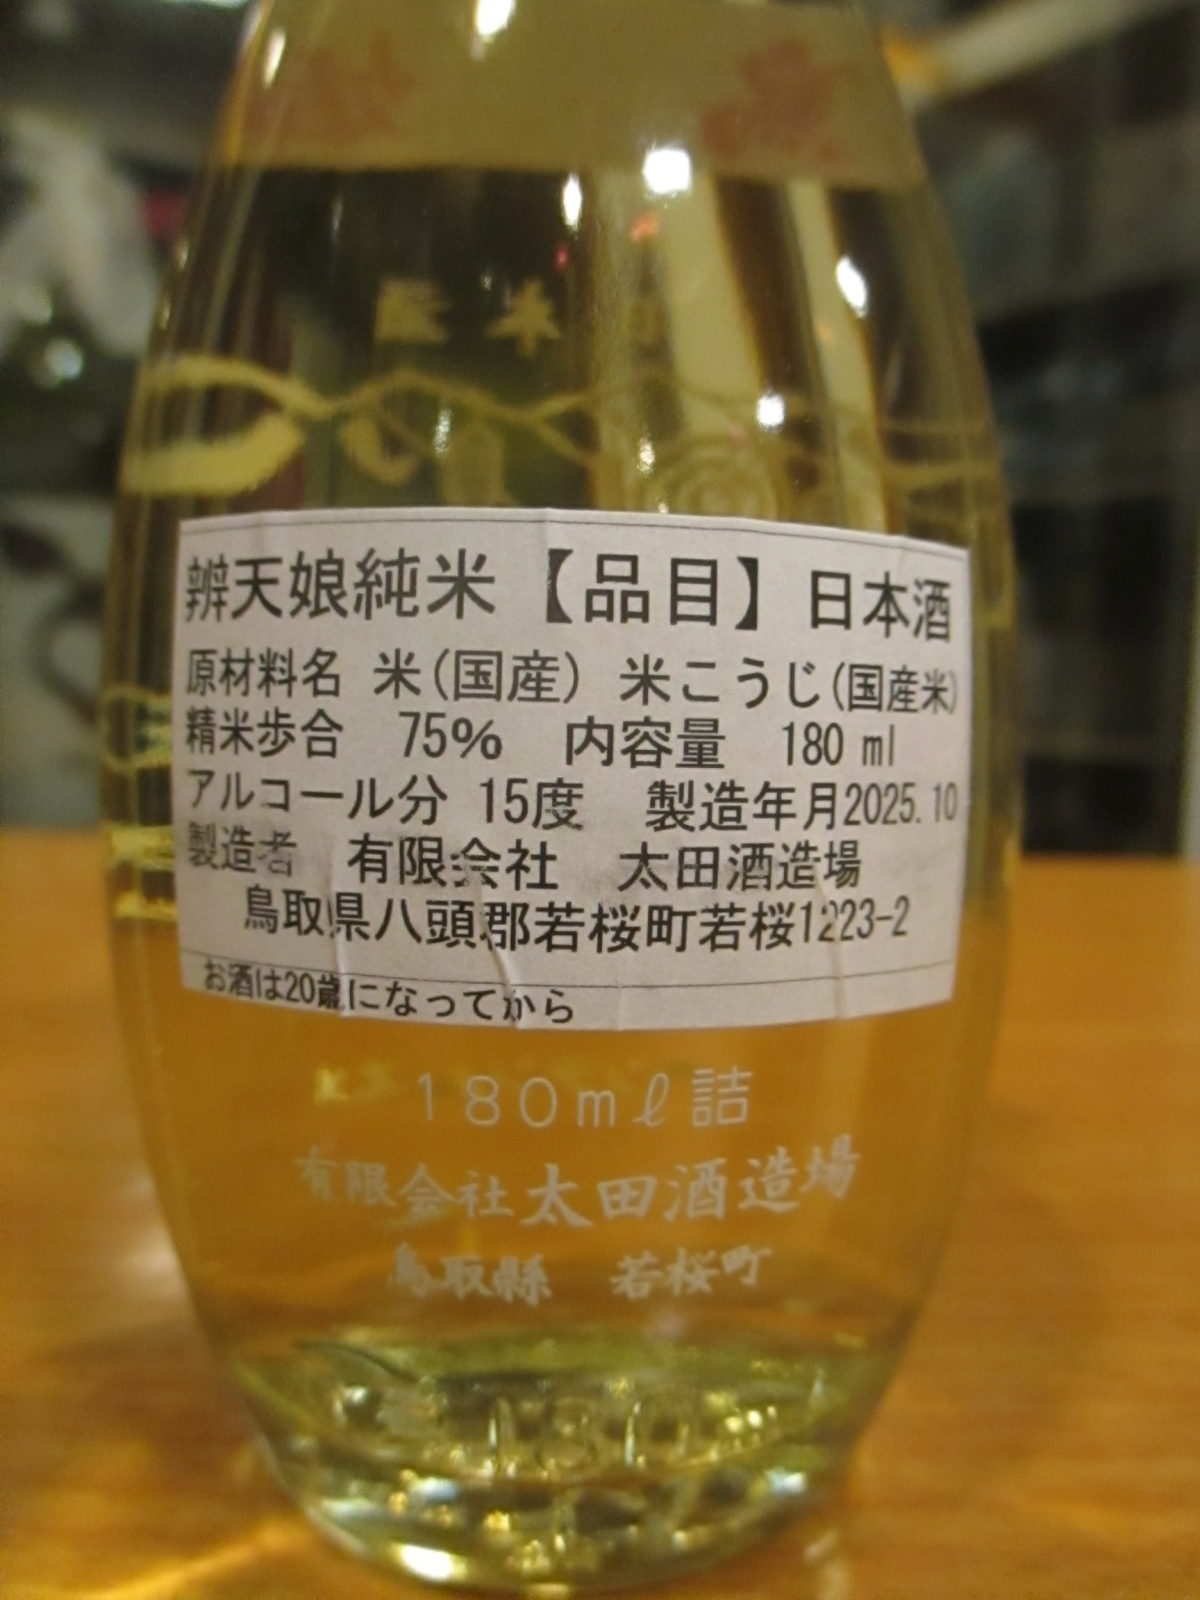 辨天娘純米【品目】日本酒
原材料名 米(国産) 米こうじ(国産米)
精米歩合 75% 内容量 180 ml
アルコール分 15度 製造年月2025.10
製造者 有限会社 太田酒造場
鳥取県八頭郡若桜町若桜1223-2
お酒は20歳になってから
180mℓ詰
有限会社太田酒造場
鳥取縣 若桜町
180